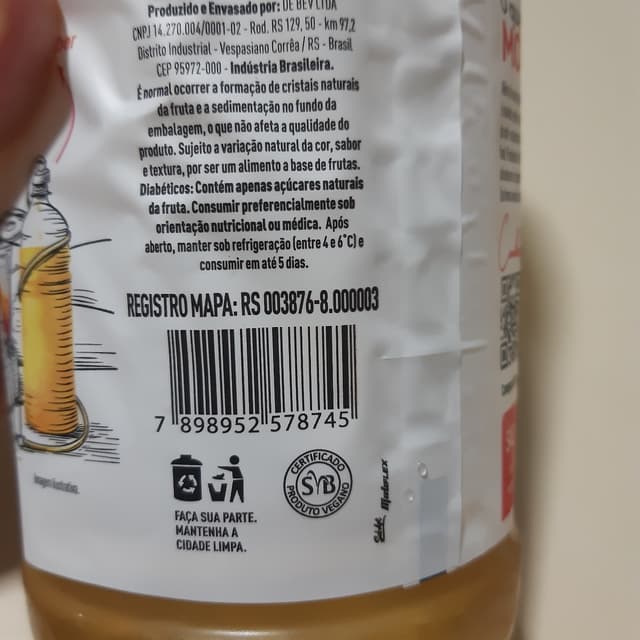 Produzido e Envasado por: DE BEV LTDA
CNPJ 14.270.004/0001-02 - Rod. RS 129, 50 - km 97,2
Distrito Industrial - Vespasiano Corrêa / RS - Brasil
CEP 95972-000 - Indústria Brasileira.
É normal ocorrer a formação de cristais naturais
da fruta e a sedimentação no fundo da
embalagem, o que não afeta a qualidade do
produto. Sujeito a variação natural da cor, sabor
e textura, por ser um alimento a base de frutas.
Diabéticos: Contém apenas açúcares naturais
da fruta. Consumir preferencialmente sob
orientação nutricional ou médica. Após
aberto, manter sob refrigeração (entre 4 e 6°C) e
consumir em até 5 dias.
REGISTRO MAPA: RS 003876-8.000003
7 898952 578745
FAÇA SUA PARTE.
MANTENHA A
CIDADE LIMPA.
CERTIFICADO
SVB
PRODUTO VEGANO
Imagem ilustrativa.